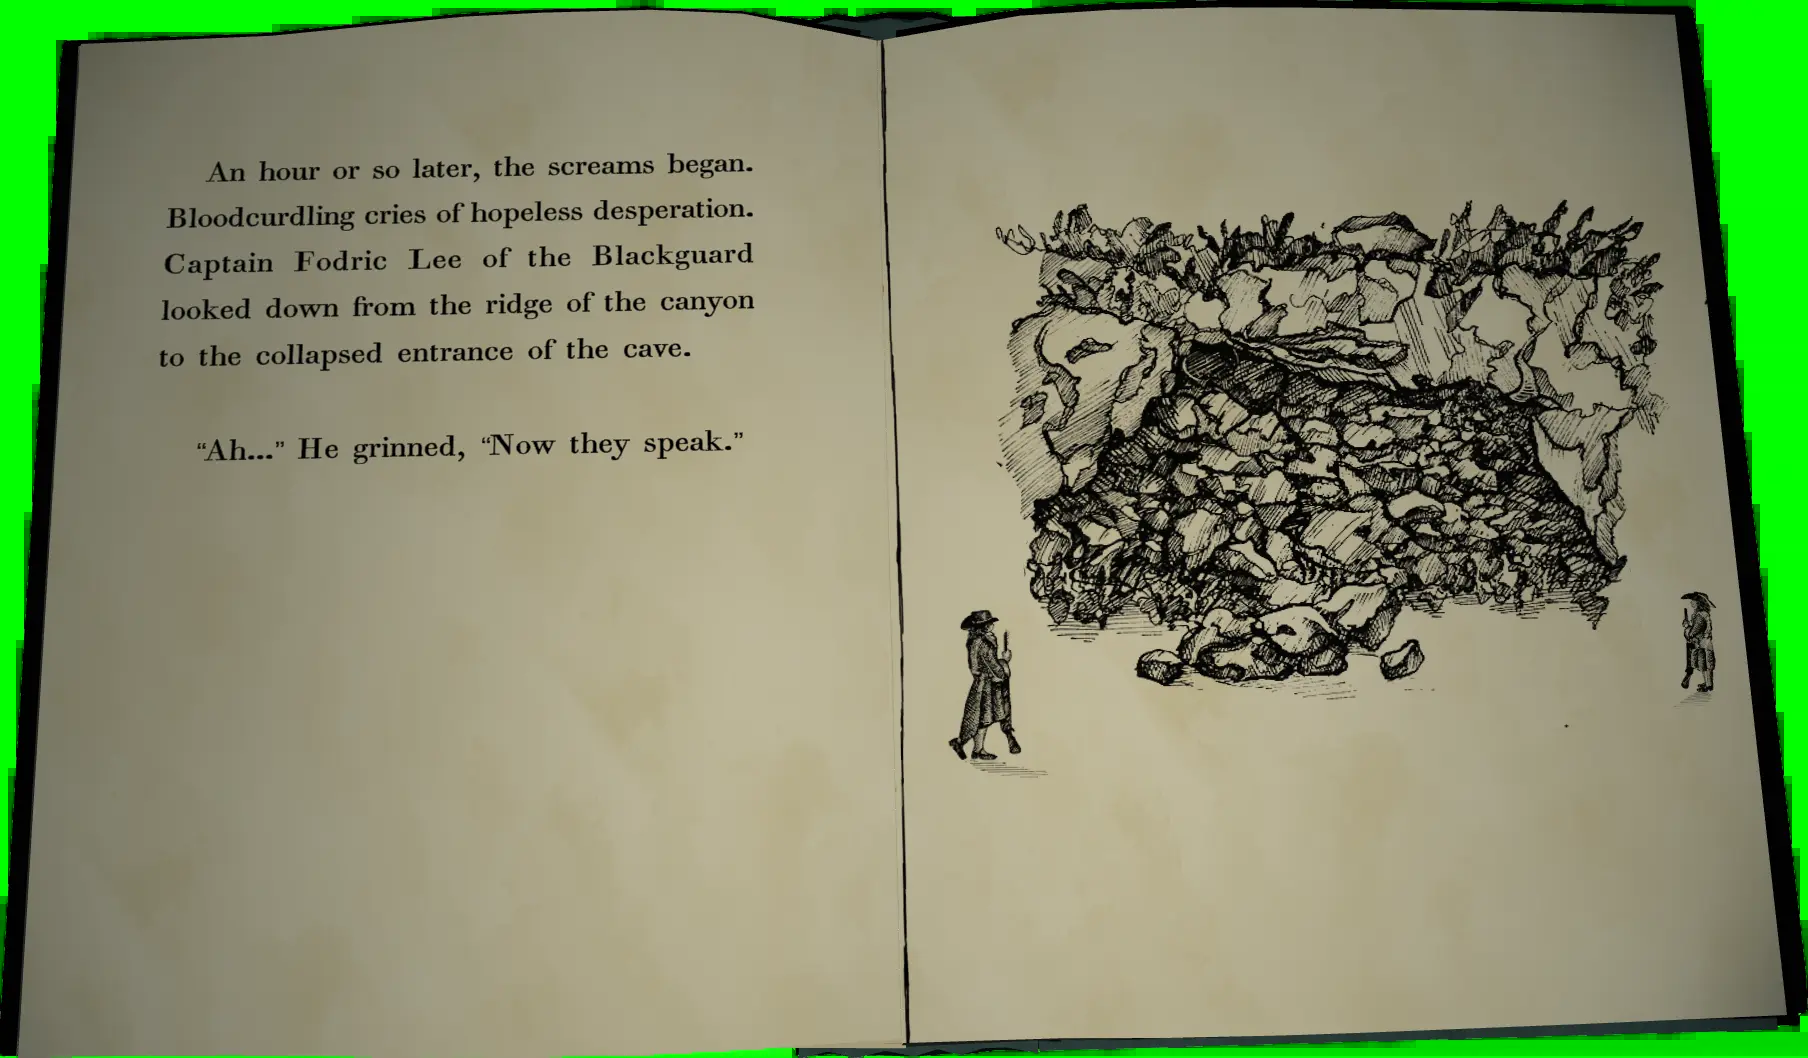 An hour or so later, the screams began.
Bloodcurdling cries of hopeless desperation.
Captain Fodric Lee of the Blackguard
looked down from the ridge of the canyon
to the collapsed entrance of the cave.
“Ah...” He grinned, “Now they speak.”